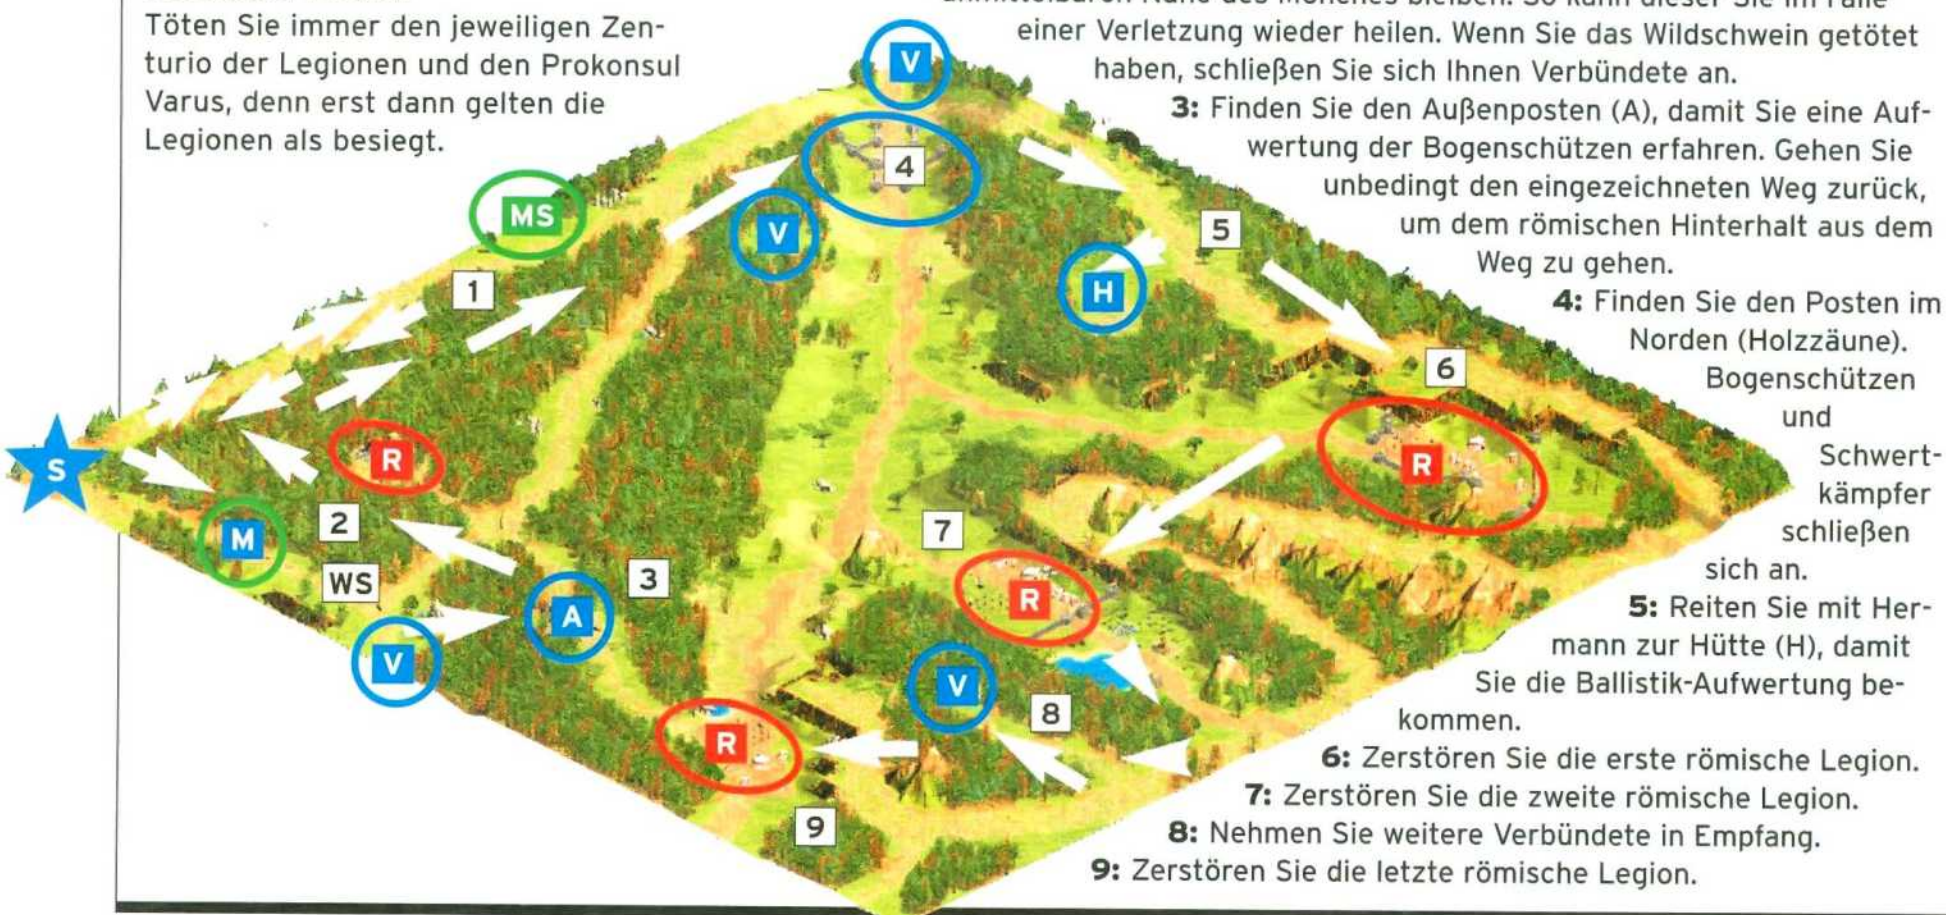 Töten Sie immer den jeweiligen Zen-
turio der Legionen und den Prokonsul
Varus, denn erst dann gelten die
Legionen als besiegt.
einer Verletzung wieder heilen. Wenn Sie das Wildschwein getötet
haben, schließen Sie sich Ihnen Verbündete an.
3: Finden Sie den Außenposten (A), damit Sie eine Auf-
wertung der Bogenschützen erfahren. Gehen Sie
unbedingt den eingezeichneten Weg zurück,
um dem römischen Hinterhalt aus dem
Weg zu gehen.
4: Finden Sie den Posten im
Norden (Holzzäune).
Bogenschützen
und
Schwert-
kämpfer
schließen
sich an.
5: Reiten Sie mit Her-
mann zur Hütte (H), damit
Sie die Ballistik-Aufwertung be-
kommen.
6: Zerstören Sie die erste römische Legion.
7: Zerstören Sie die zweite römische Legion.
8: Nehmen Sie weitere Verbündete in Empfang.
9: Zerstören Sie die letzte römische Legion.
V
4
MS
V
5
H
1
6
R
R
S
M
2
WS
3
7
A
R
V
V
8
R
9